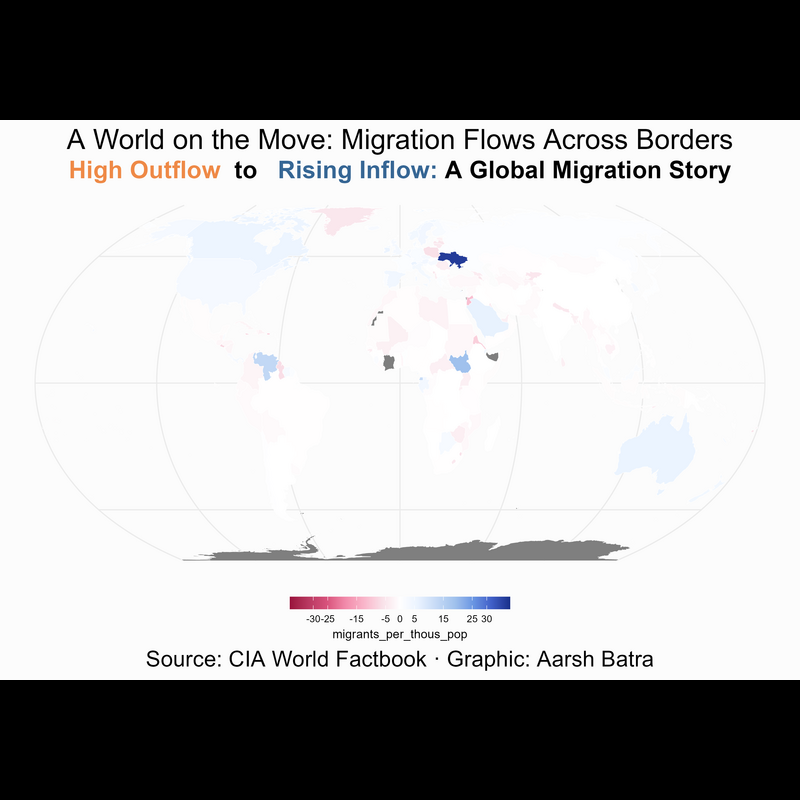 A World on the Move: Migration Flows Across Borders
High Outflow to Rising Inflow: A Global Migration Story
-30 -25 -15 -5 0 5 15 25 30
migrants_per_thous_pop
Source: CIA World Factbook · Graphic: Aarsh Batra